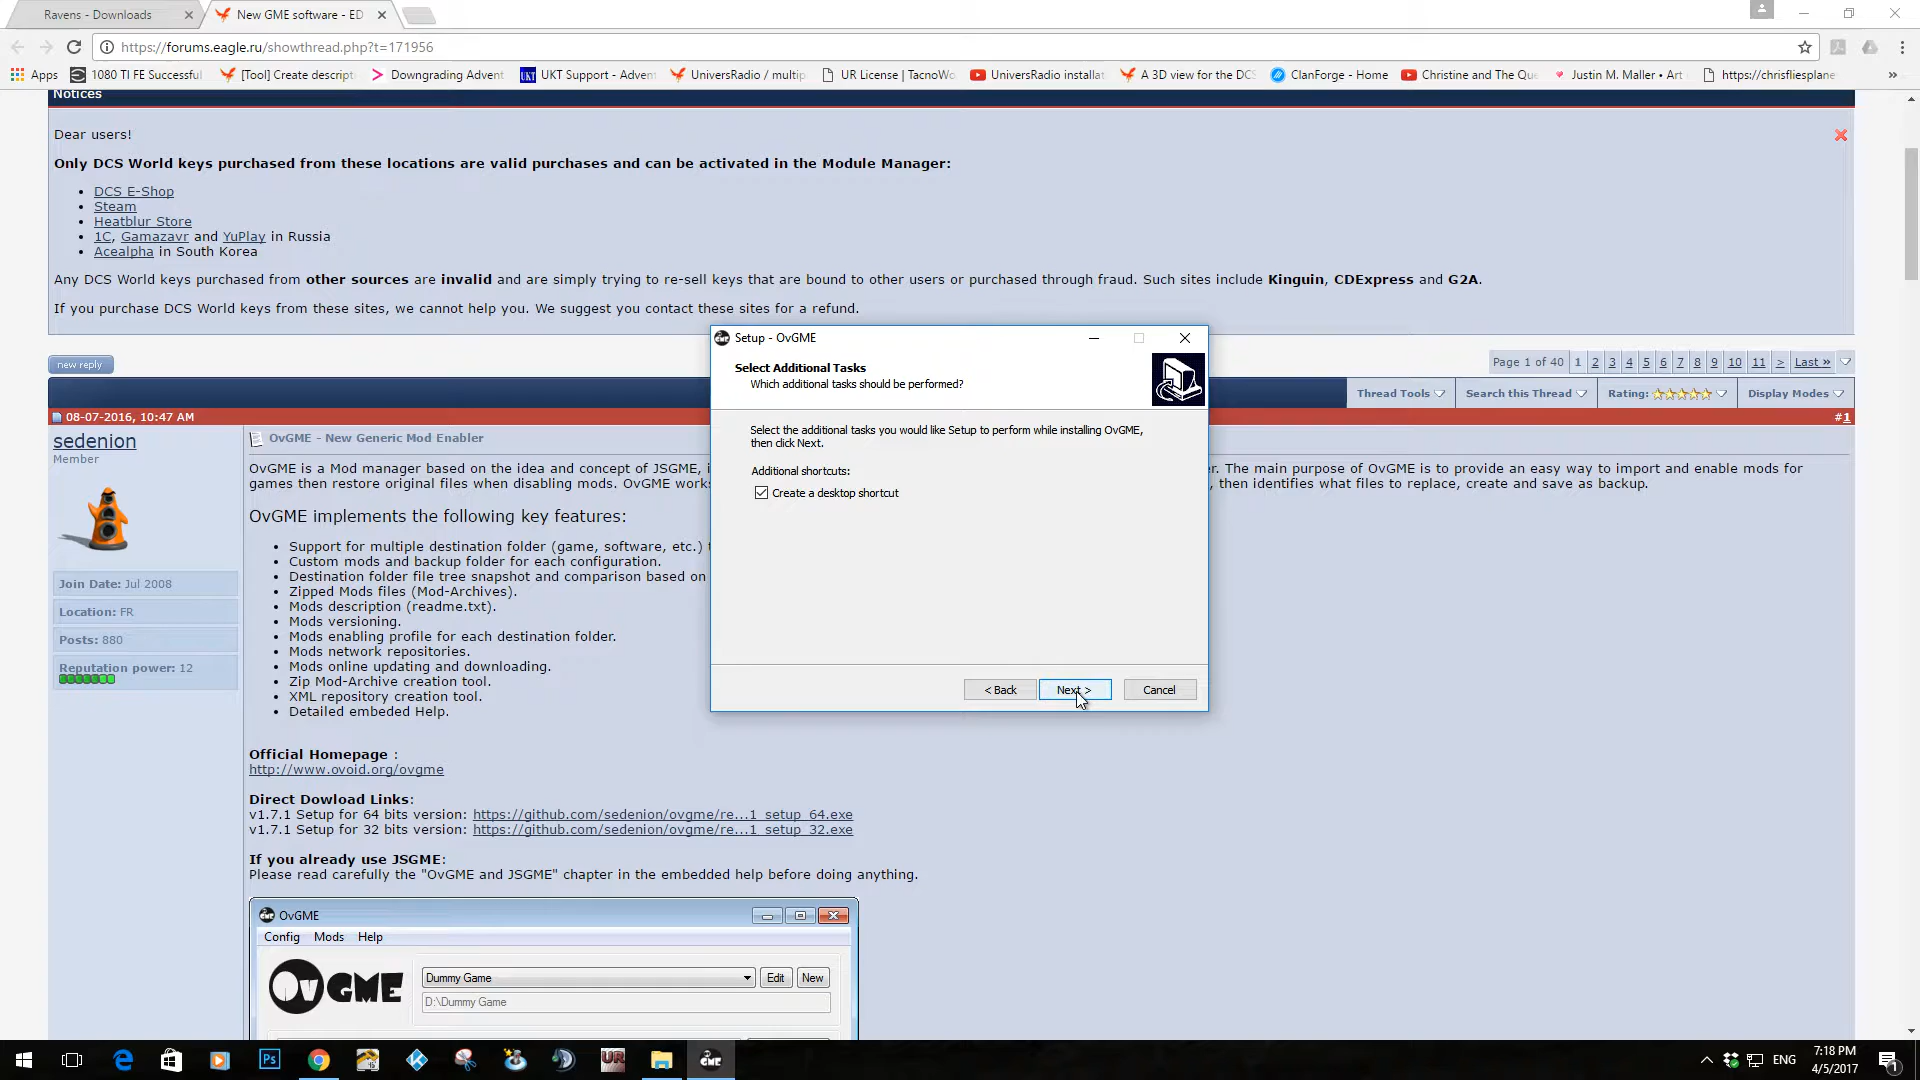 Ravens - Downloads
New GME software - ED
https://forums.eagle.ru/showthread.php?t=171956
Apps
1080 TI FE Successful
[Tool] Create descript
Downgrading Advent
UKT Support - Adven
UniversRadio / multip
UR License | TacnoWo
UniversRadio installat
A 3D view for the DCS
ClanForge - Home
Christine and The Que
Justin M. Maller • Art
https://chrisfliesplane
Notices
Dear users!
Only DCS World keys purchased from these locations are valid purchases and can be activated in the Module Manager:
• DCS E-Shop
• Steam
• Heatblur Store
• 1C, Gamazavr and YuPlay in Russia
• Acealpha in South Korea
Any DCS World keys purchased from other sources are invalid and are simply trying to re-sell keys that are bound to other users or purchased through fraud. Such sites include Kinguin, CDExpress and G2A.
If you purchase DCS World keys from these sites, we cannot help you. We suggest you contact these sites for a refund.
new reply
Page 1 of 40 1 2 3 4 5 6 7 8 9 10 11 > Last »
Thread Tools
Search this Thread
Rating:
Display Modes
08-07-2016, 10:47 AM
#1
sedenion
Member
Join Date: Jul 2008
Location: FR
Posts: 880
Reputation power: 12
OvGME - New Generic Mod Enabler
OvGME is a Mod manager based on the idea and concept of JSGME, i
r. The main purpose of OvGME is to provide an easy way to import and enable mods for
games then restore original files when disabling mods. OvGME works
, then identifies what files to replace, create and save as backup.
OvGME implements the following key features:
• Support for multiple destination folder (game, software, etc.) t
• Custom mods and backup folder for each configuration.
• Destination folder file tree snapshot and comparison based on
• Zipped Mods files (Mod-Archives).
• Mods description (readme.txt).
• Mods versioning.
• Mods enabling profile for each destination folder.
• Mods network repositories.
• Mods online updating and downloading.
• Zip Mod-Archive creation tool.
• XML repository creation tool.
• Detailed embeded Help.
Official Homepage :
http://www.ovoid.org/ovgme
Direct Dowload Links:
v1.7.1 Setup for 64 bits version: https://github.com/sedenion/ovgme/re...1_setup_64.exe
v1.7.1 Setup for 32 bits version: https://github.com/sedenion/ovgme/re...1_setup_32.exe
If you already use JSGME:
Please read carefully the "OvGME and JSGME" chapter in the embedded help before doing anything.
OvGME
Config Mods Help
OvGME
Dummy Game
Edit
New
D:\Dummy Game
Setup - OvGME
Select Additional Tasks
Which additional tasks should be performed?
Select the additional tasks you would like Setup to perform while installing OvGME,
then click Next.
Additional shortcuts:
Create a desktop shortcut
< Back
Next >
Cancel
Ps
UR
GME
ENG
7:18 PM
4/5/2017
1